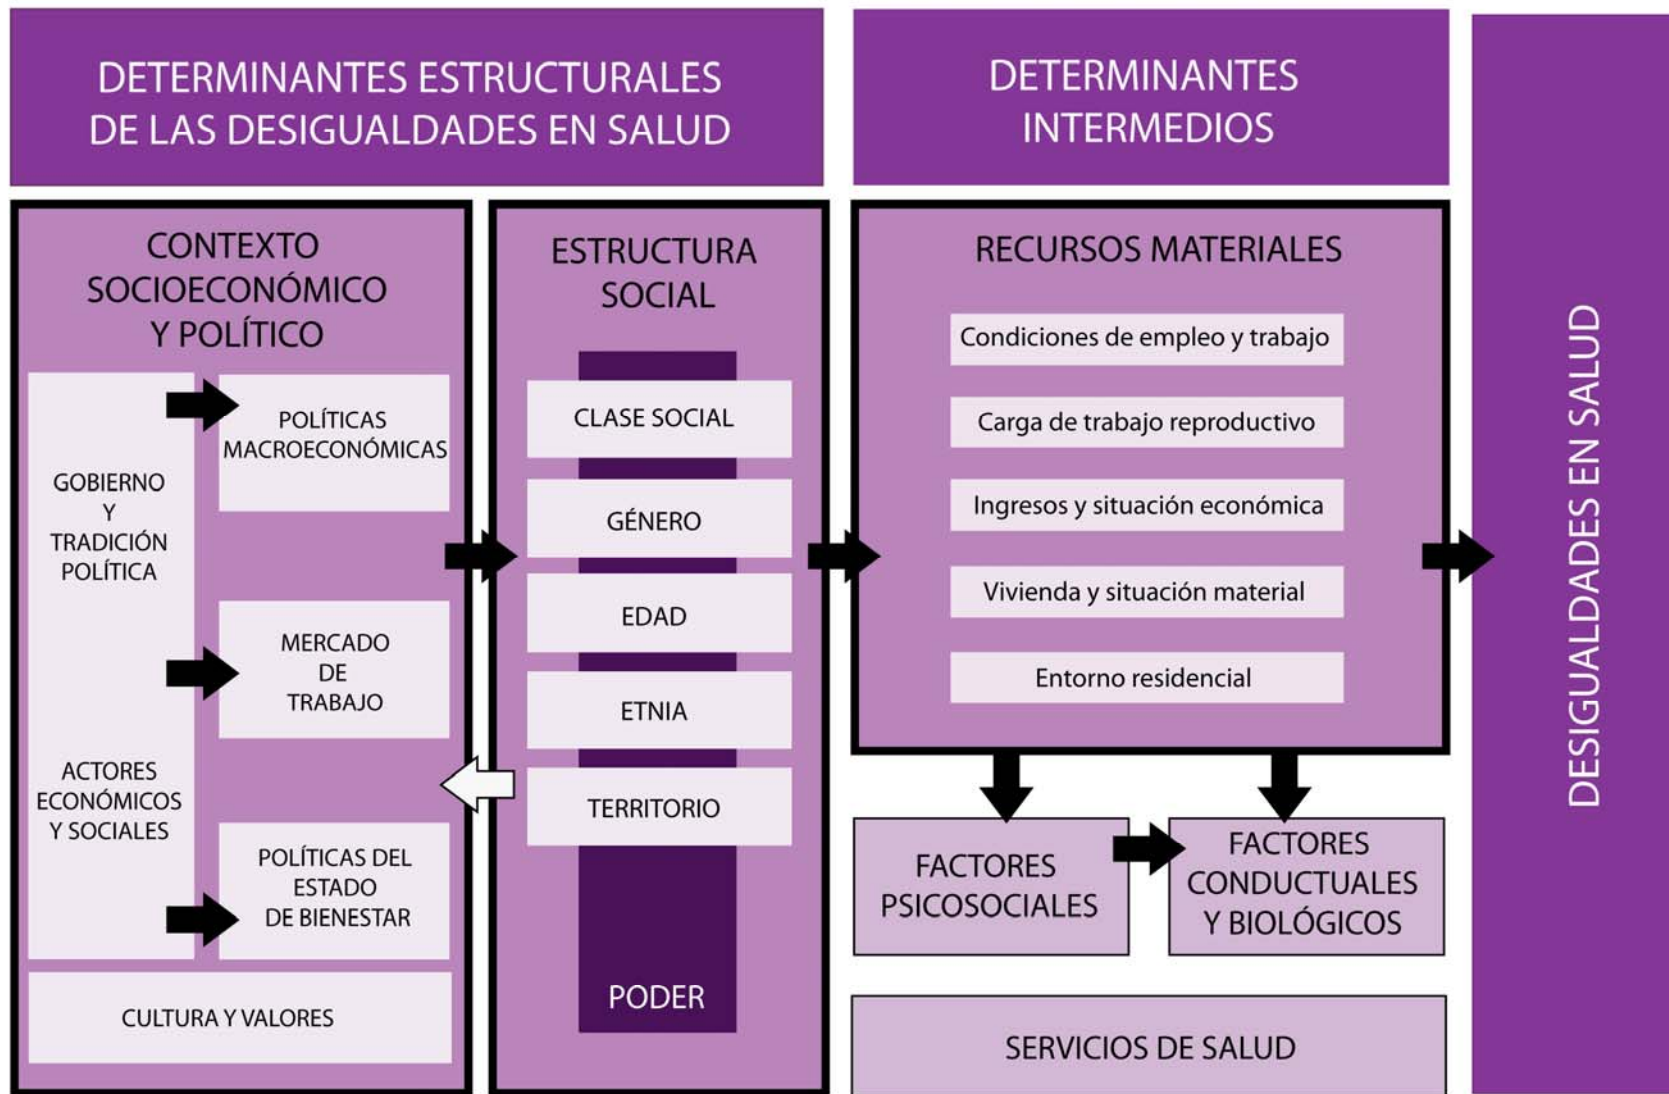 DETERMINANTES ESTRUCTURALES
DE LAS DESIGUALDADES EN SALUD
DETERMINANTES
INTERMEDIOS
CONTEXTO
SOCIOECONÓMICO
Y POLÍTICO
GOBIERNO
Y
TRADICIÓN
POLÍTICA
ACTORES
ECONÓMICOS
Y SOCIALES
POLÍTICAS
MACROECONÓMICAS
MERCADO
DE
TRABAJO
POLÍTICAS DEL
ESTADO
DE BIENESTAR
CULTURA Y VALORES
ESTRUCTURA
SOCIAL
CLASE SOCIAL
GÉNERO
EDAD
ETNIA
TERRITORIO
PODER
RECURSOS MATERIALES
Condiciones de empleo y trabajo
Carga de trabajo reproductivo
Ingresos y situación económica
Vivienda y situación material
Entorno residencial
FACTORES
PSICOSOCIALES
FACTORES
CONDUCTUALES
Y BIOLÓGICOS
SERVICIOS DE SALUD
DESIGUALDADES EN SALUD